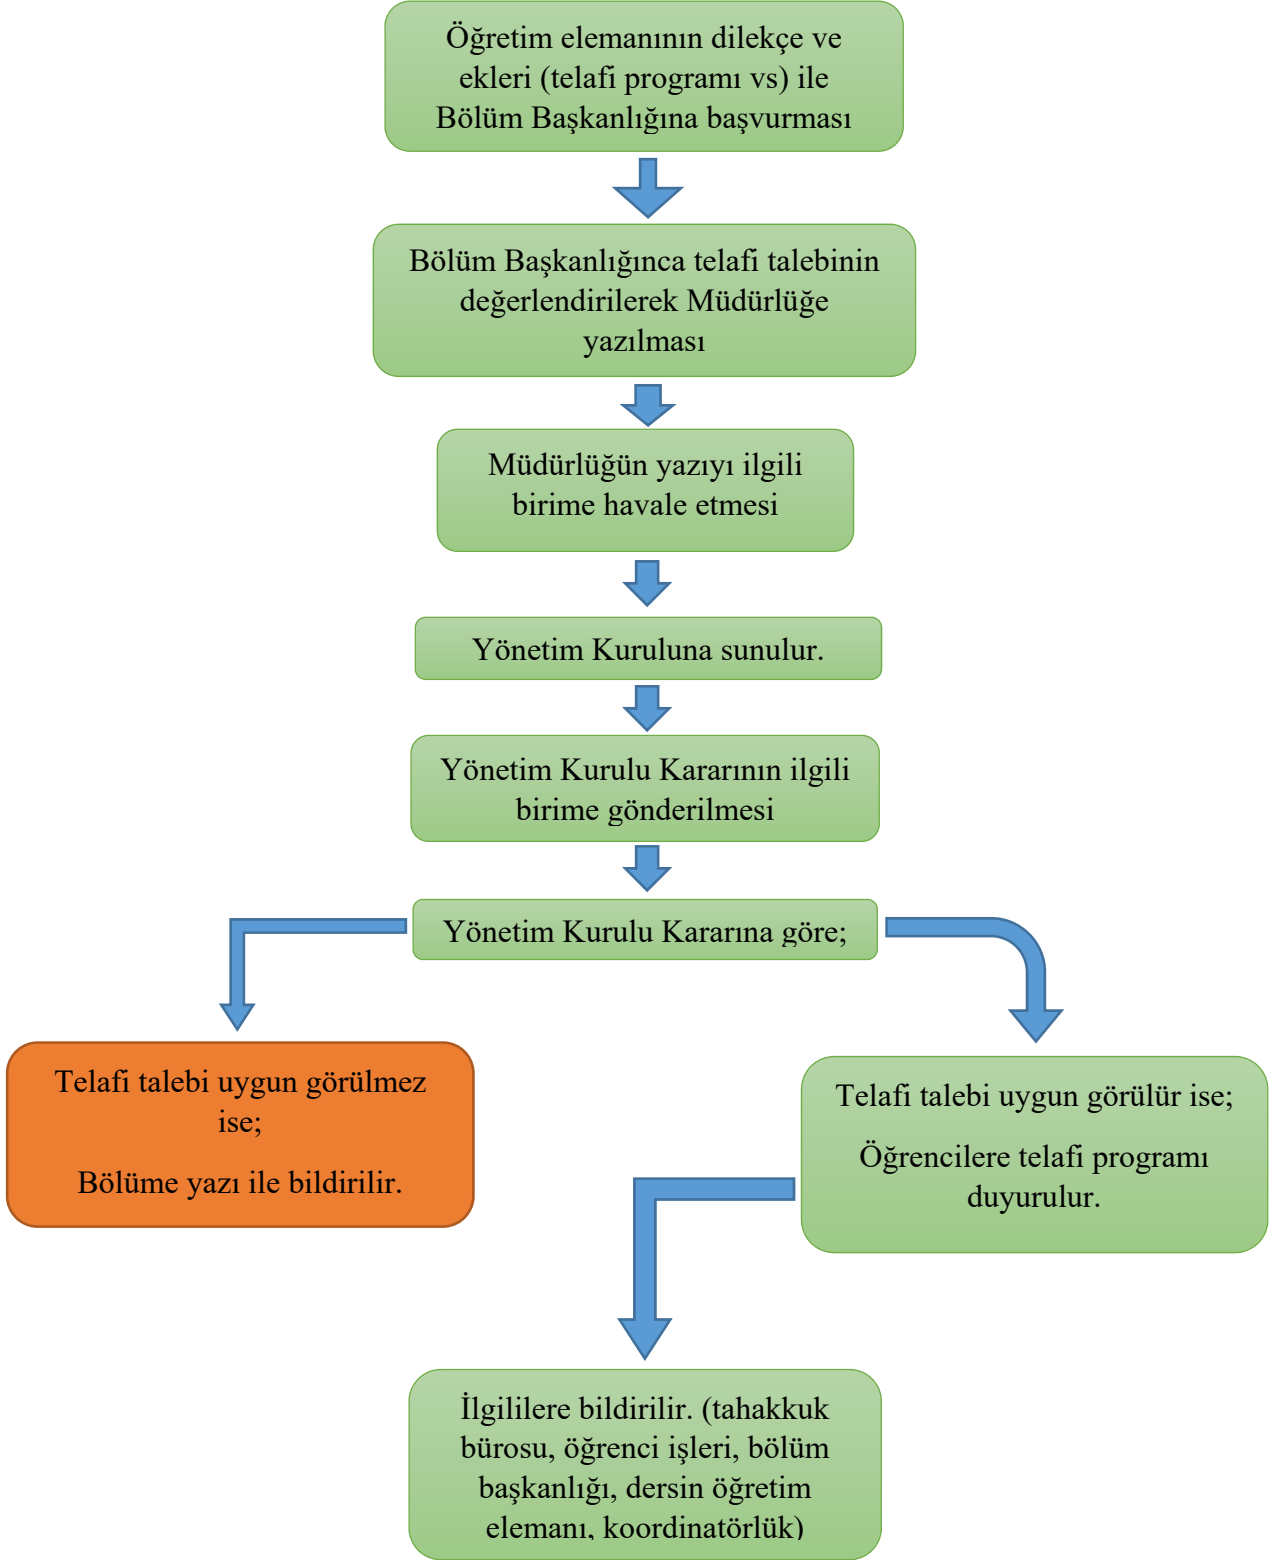 Öğretim elemanının dilekçe ve
ekleri (telafi programı vs) ile
Bölüm Başkanlığına başvurması
Bölüm Başkanlığınca telafi talebinin
değerlendirilerek Müdürlüğe
yazılması
Müdürlüğün yazıyı ilgili
birime havale etmesi
Yönetim Kuruluna sunulur.
Yönetim Kurulu Kararının ilgili
birime gönderilmesi
Yönetim Kurulu Kararına göre;
Telafi talebi uygun görülmez
ise;
Bölüme yazı ile bildirilir.
Telafi talebi uygun görülür ise;
Öğrencilere telafi programı
duyurulur.
İlgililere bildirilir. (tahakkuk
bürosu, öğrenci işleri, bölüm
başkanlığı, dersin öğretim
elemanı, koordinatörlük)